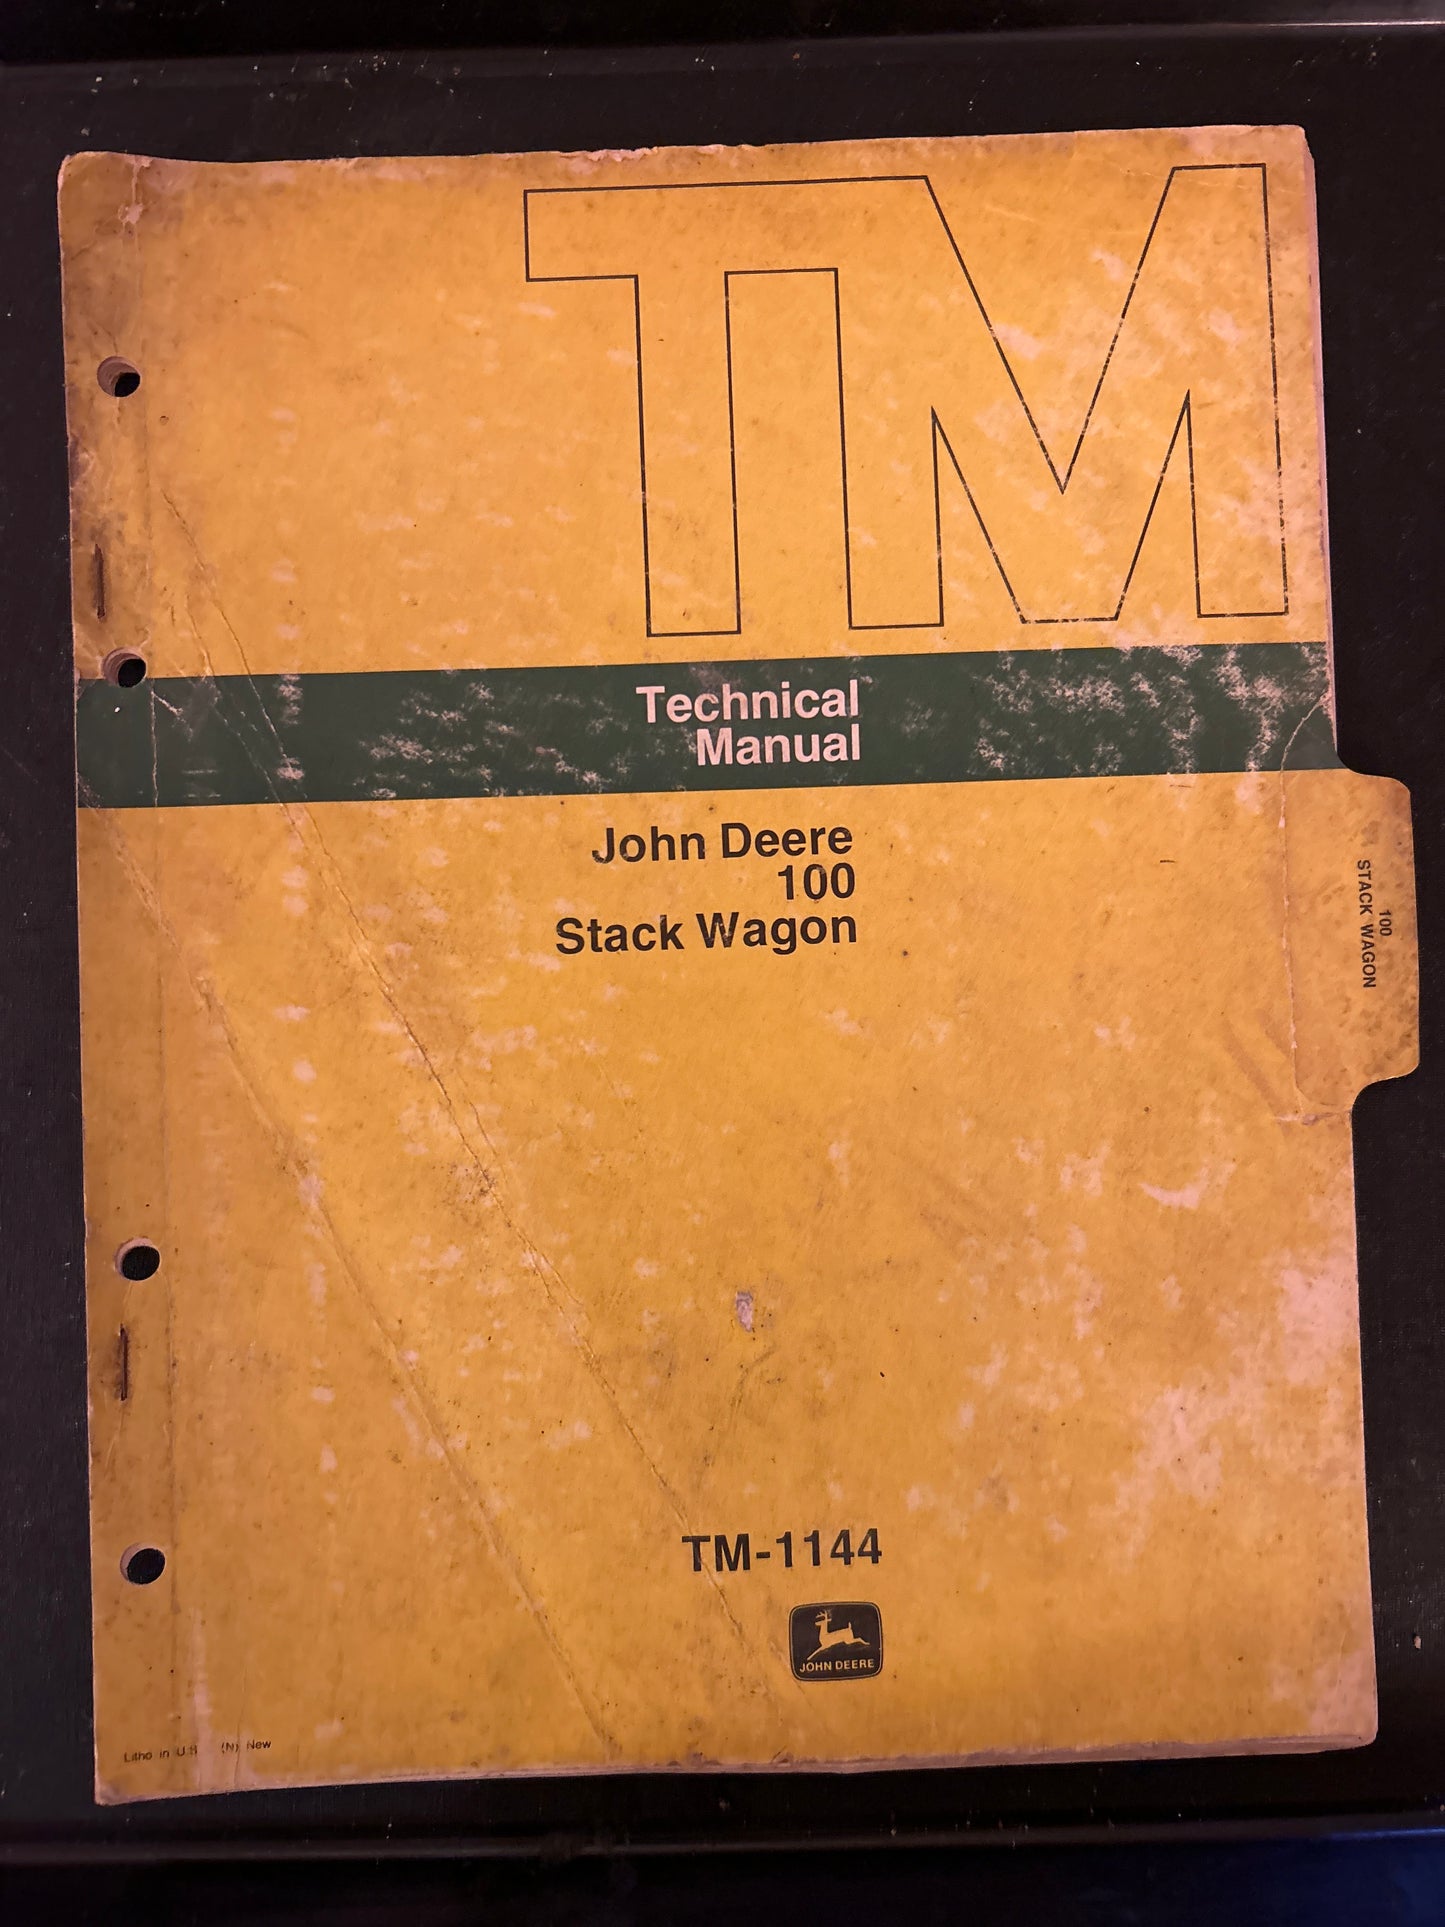 TM
Technical
Manual
John Deere
100
Stack Wagon
100
STACK WAGON
TM-1144
JOHN DEERE
Litho in U.S (N) New